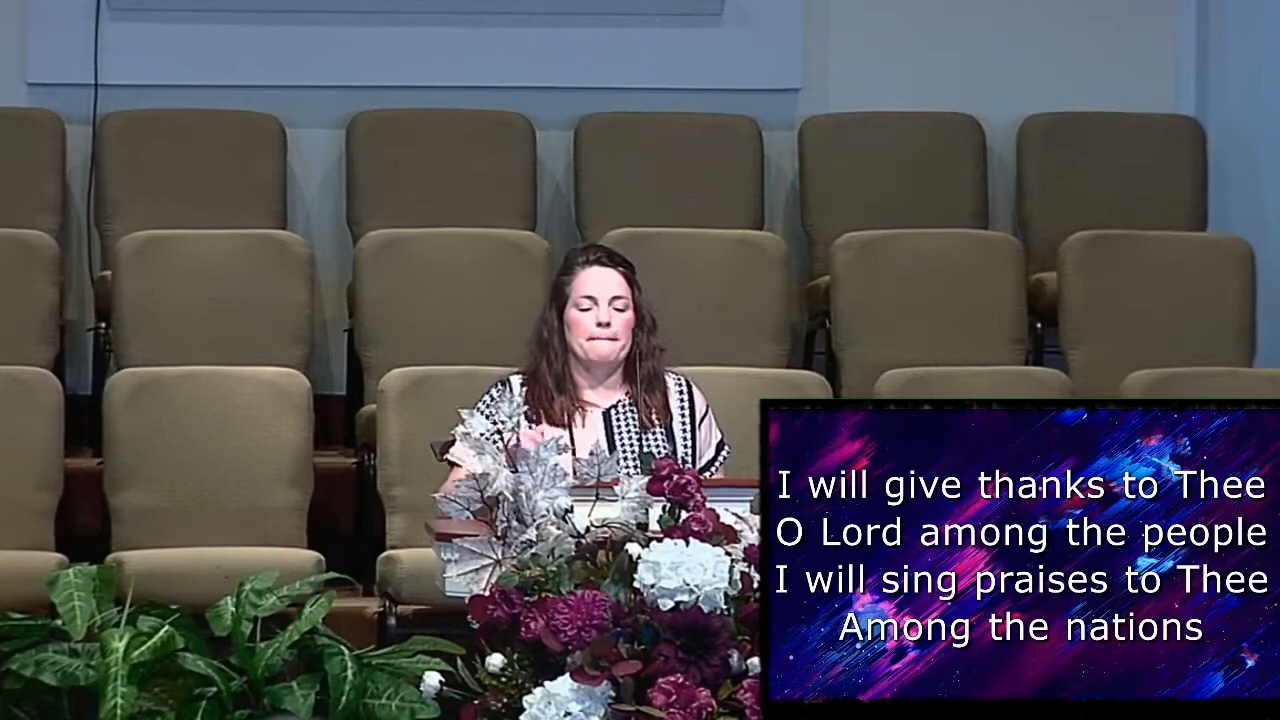 I will give thanks to Thee
O Lord among the people
I will sing praises to Thee
Among the nations